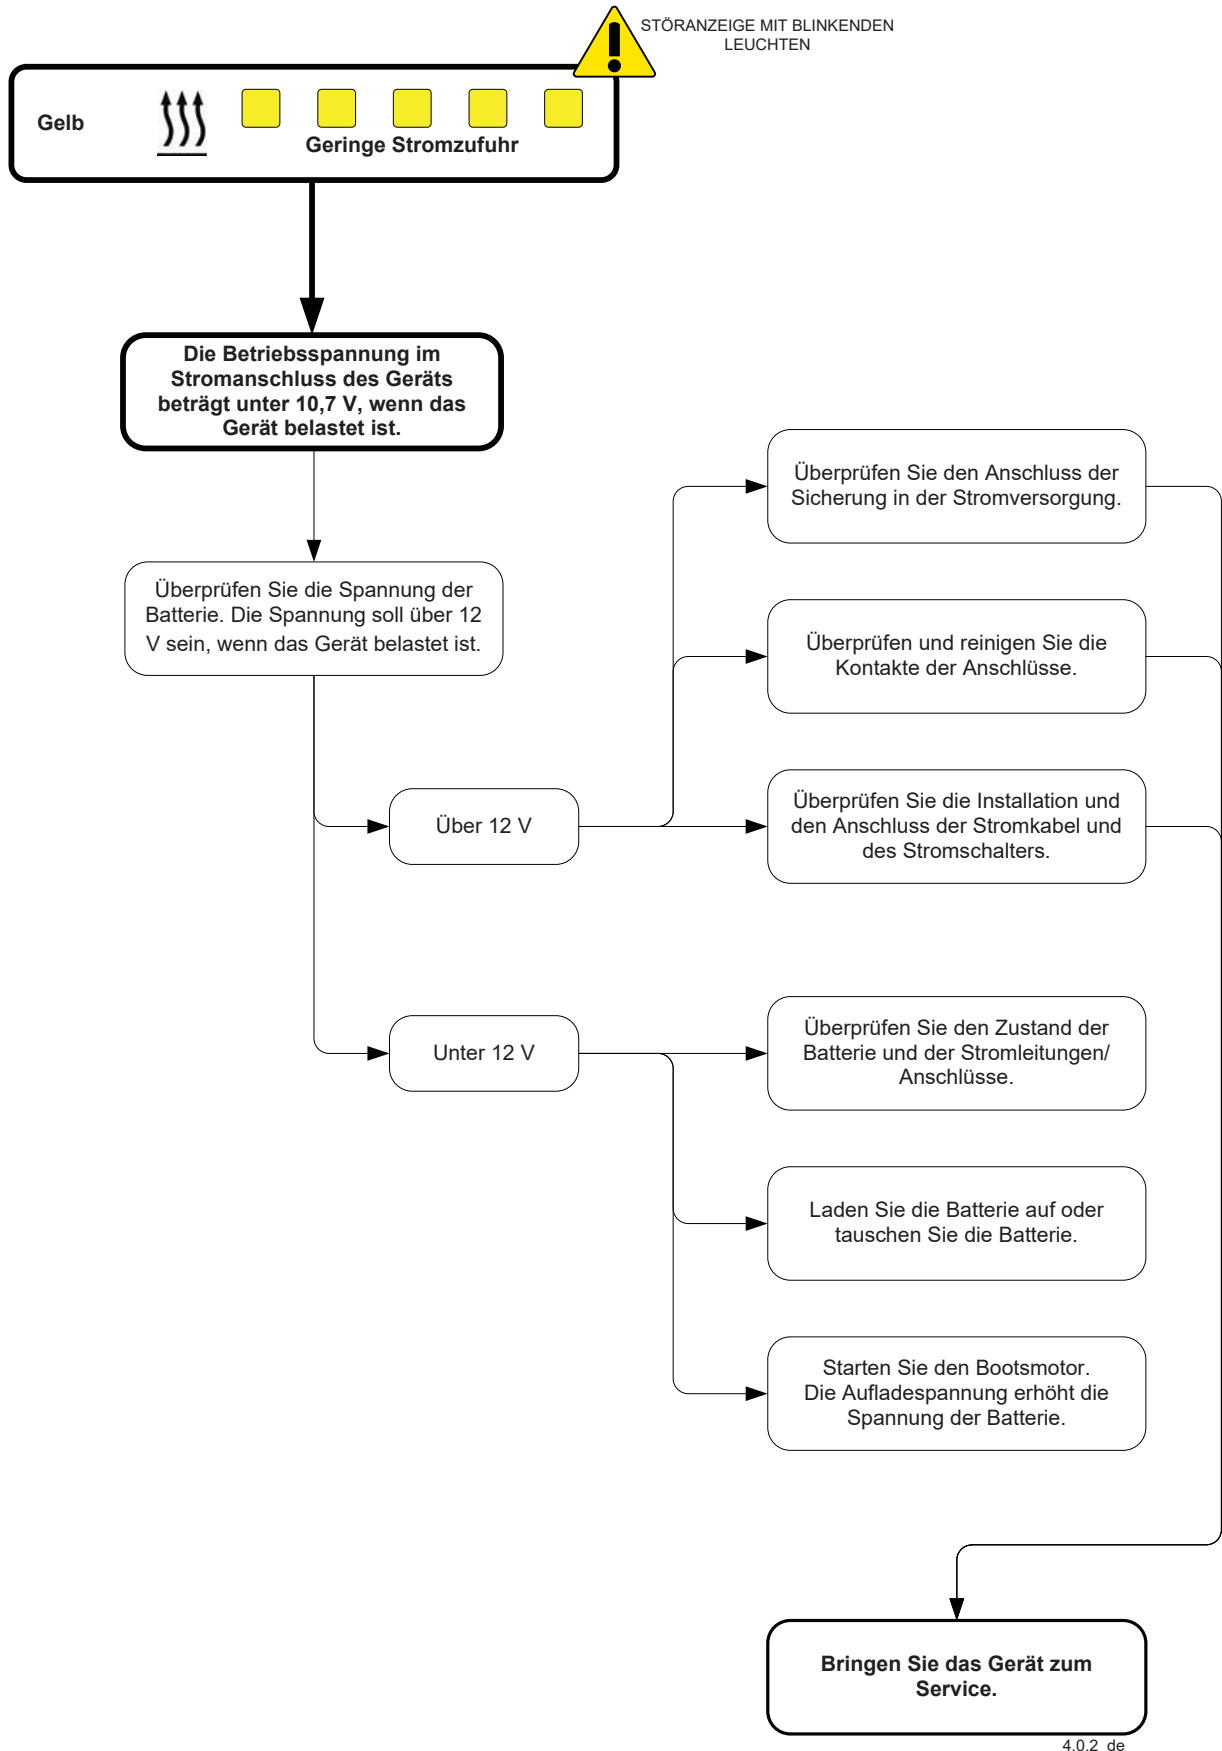 STÖRANZEIGE MIT BLINKENDEN
LEUCHTEN
Gelb
Geringe Stromzufuhr
Die Betriebsspannung im
Stromanschluss des Geräts
beträgt unter 10,7 V, wenn das
Gerät belastet ist.
Überprüfen Sie den Anschluss der
Sicherung in der Stromversorgung.
Überprüfen Sie die Spannung der
Batterie. Die Spannung soll über 12
V sein, wenn das Gerät belastet ist.
Überprüfen und reinigen Sie die
Kontakte der Anschlüsse.
Über 12 V
Überprüfen Sie die Installation und
den Anschluss der Stromkabel und
des Stromschalters.
Unter 12 V
Überprüfen Sie den Zustand der
Batterie und der Stromleitungen/
Anschlüsse.
Laden Sie die Batterie auf oder
tauschen Sie die Batterie.
Starten Sie den Bootsmotor.
Die Aufladespannung erhöht die
Spannung der Batterie.
Bringen Sie das Gerät zum
Service.
4.0.2_de